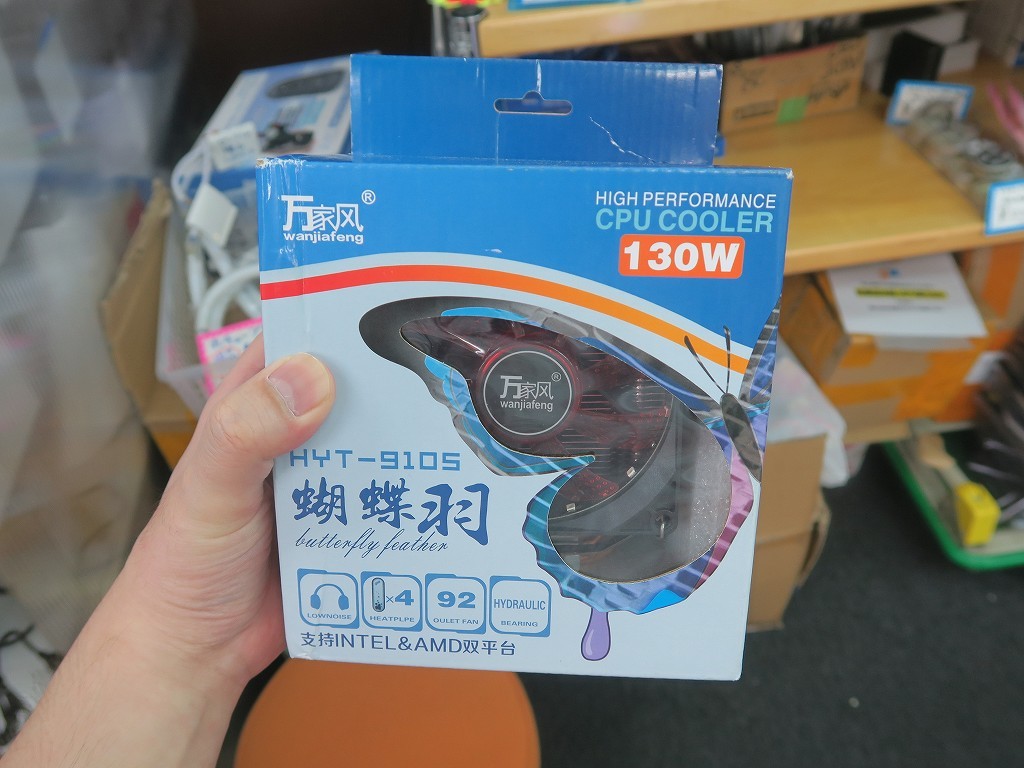 万家风®
wanjiafeng
HIGH PERFORMANCE
CPU COOLER
130W
万家风®
wanjiafeng
HYT-9105
蝴蝶羽
butterfly feather
LOWNOISE
×4
HEATPLPE
92
OULET FAN
HYDRAULIC
BEARING
支持INTEL&AMD双平台